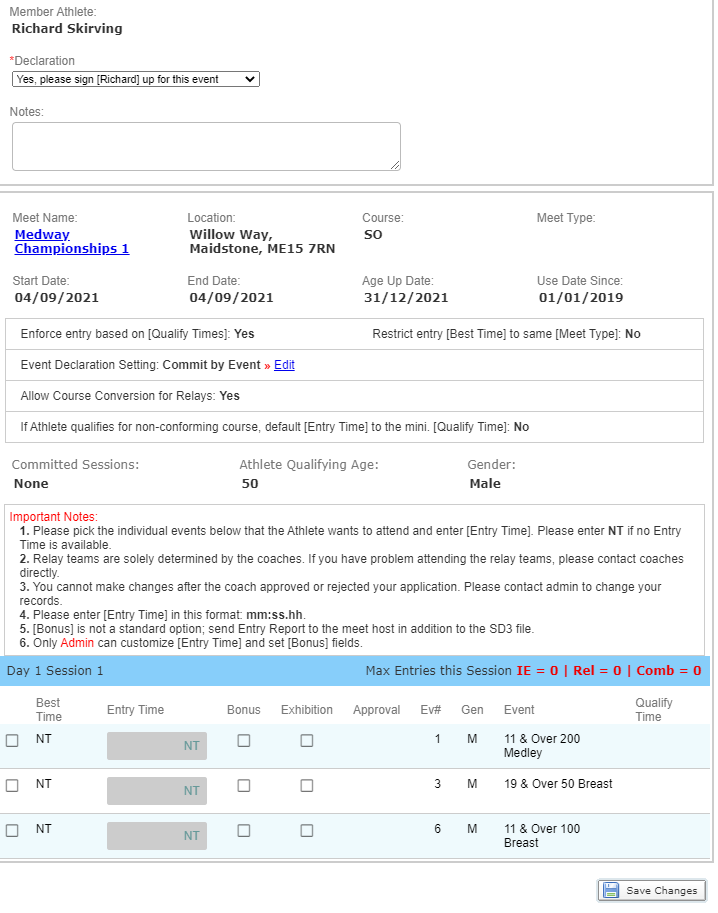 Member Athlete:
Richard Skirving
*Declaration
Yes, please sign [Richard] up for this event
Notes:
Meet Name: Location: Course: Meet Type:
Medway Championships 1 Willow Way, Maidstone, ME15 7RN SO
Start Date: End Date: Age Up Date: Use Date Since:
04/09/2021 04/09/2021 31/12/2021 01/01/2019
Enforce entry based on [Qualify Times]: Yes Restrict entry [Best Time] to same [Meet Type]: No
Event Declaration Setting: Commit by Event » Edit
Allow Course Conversion for Relays: Yes
If Athlete qualifies for non-conforming course, default [Entry Time] to the mini. [Qualify Time]: No
Committed Sessions: Athlete Qualifying Age: Gender:
None 50 Male
Important Notes:
1. Please pick the individual events below that the Athlete wants to attend and enter [Entry Time]. Please enter NT if no Entry
Time is available.
2. Relay teams are solely determined by the coaches. If you have problem attending the relay teams, please contact coaches
directly.
3. You cannot make changes after the coach approved or rejected your application. Please contact admin to change your
records.
4. Please enter [Entry Time] in this format: mm:ss.hh.
5. [Bonus] is not a standard option; send Entry Report to the meet host in addition to the SD3 file.
6. Only Admin can customize [Entry Time] and set [Bonus] fields.
Day 1 Session 1 Max Entries this Session IE = 0 | Rel = 0 | Comb = 0
Best Time Entry Time Bonus Exhibition Approval Ev# Gen Event Qualify Time
NT NT 1 M 11 & Over 200 Medley
NT NT 3 M 19 & Over 50 Breast
NT NT 6 M 11 & Over 100 Breast
Save Changes